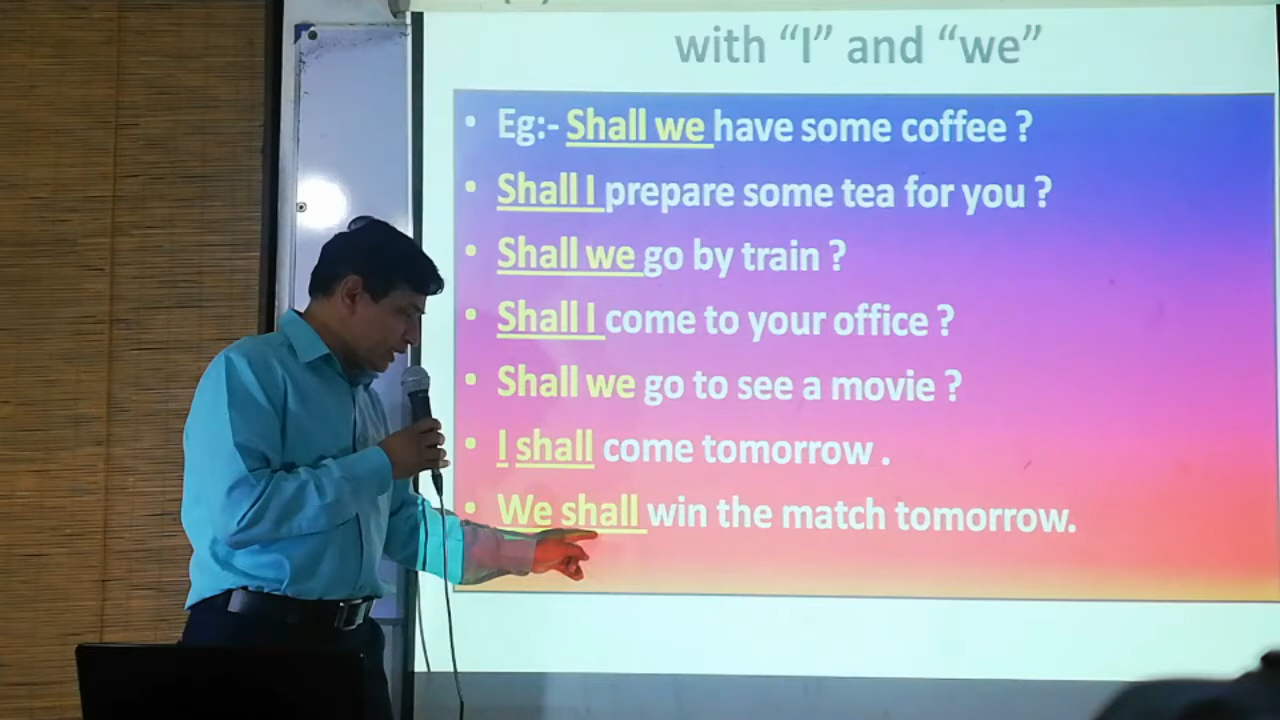 with “I” and “we”
• Eg:- Shall we have some coffee ?
• Shall I prepare some tea for you ?
• Shall we go by train ?
• Shall I come to your office ?
• Shall we go to see a movie ?
• I shall come tomorrow .
• We shall win the match tomorrow.